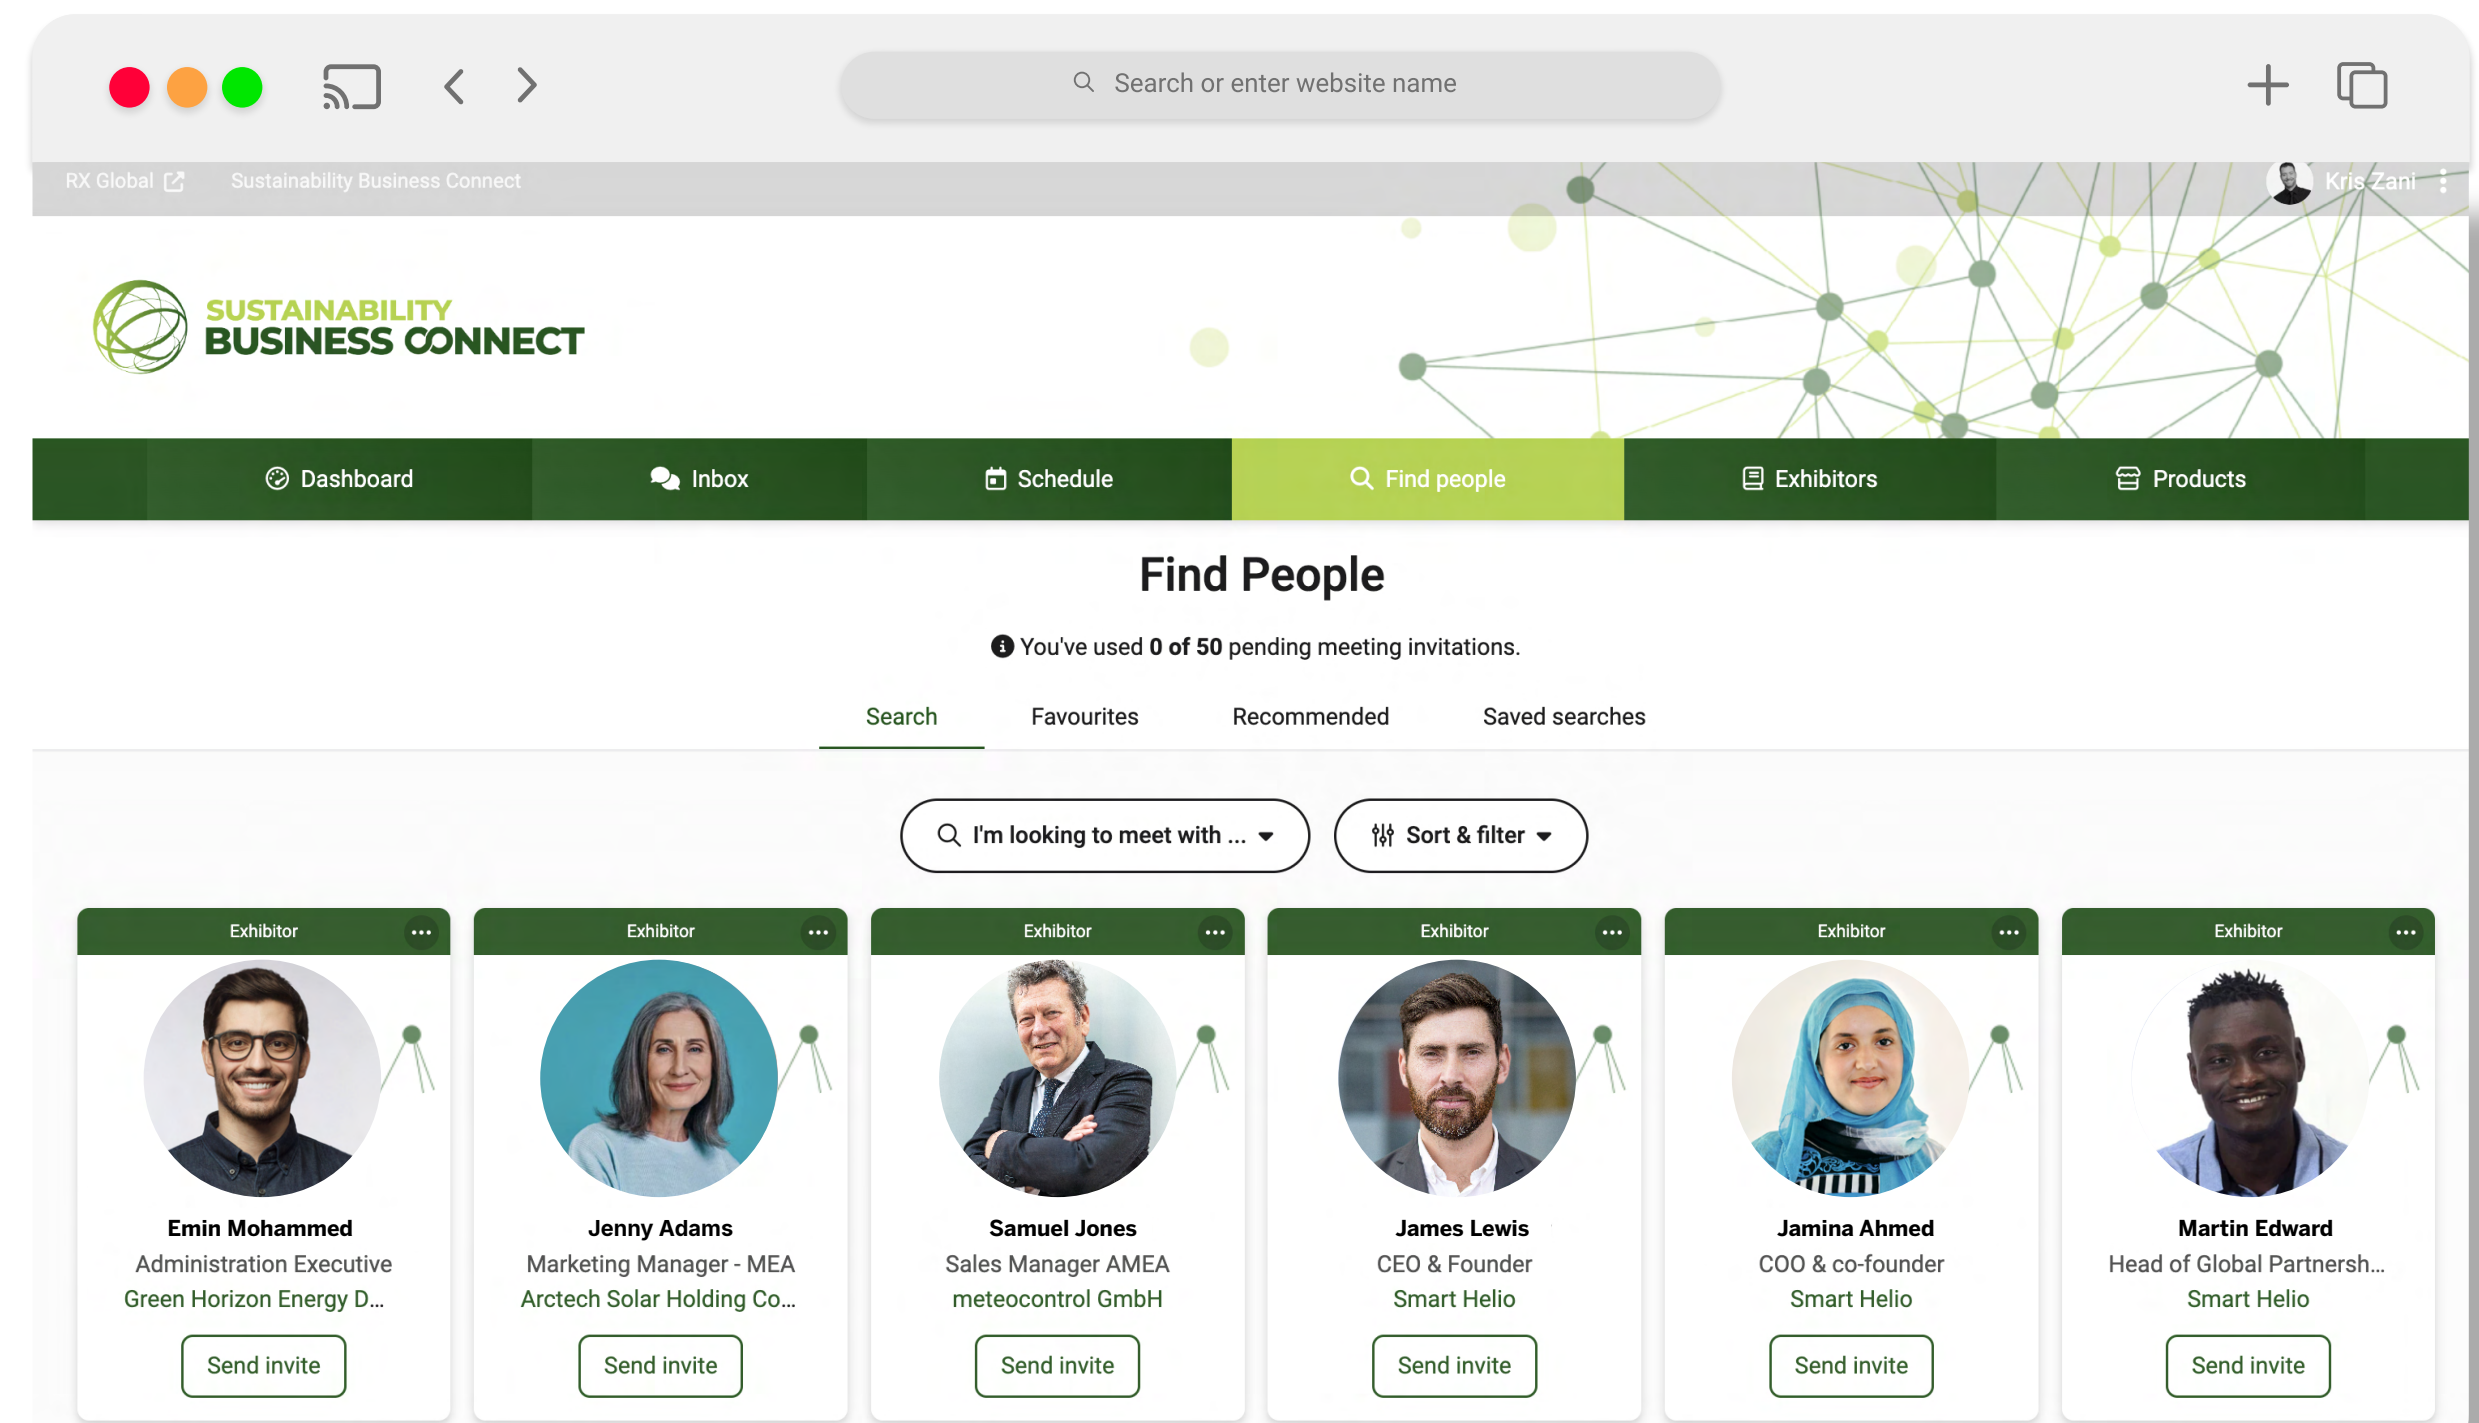 Search or enter website name
RX Global
Sustainability Business Connect
Kris Zani
SUSTAINABILITY
BUSINESS CONNECT
Dashboard
Inbox
Schedule
Find people
Exhibitors
Products
Find People
You've used 0 of 50 pending meeting invitations.
Search
Favourites
Recommended
Saved searches
I'm looking to meet with ...
Sort & filter
Exhibitor
Emin Mohammed
Administration Executive
Green Horizon Energy D...
Send invite
Exhibitor
Jenny Adams
Marketing Manager - MEA
Arctech Solar Holding Co...
Send invite
Exhibitor
Samuel Jones
Sales Manager AMEA
meteocontrol GmbH
Send invite
Exhibitor
James Lewis
CEO & Founder
Smart Helio
Send invite
Exhibitor
Jamina Ahmed
COO & co-founder
Smart Helio
Send invite
Exhibitor
Martin Edward
Head of Global Partnersh...
Smart Helio
Send invite